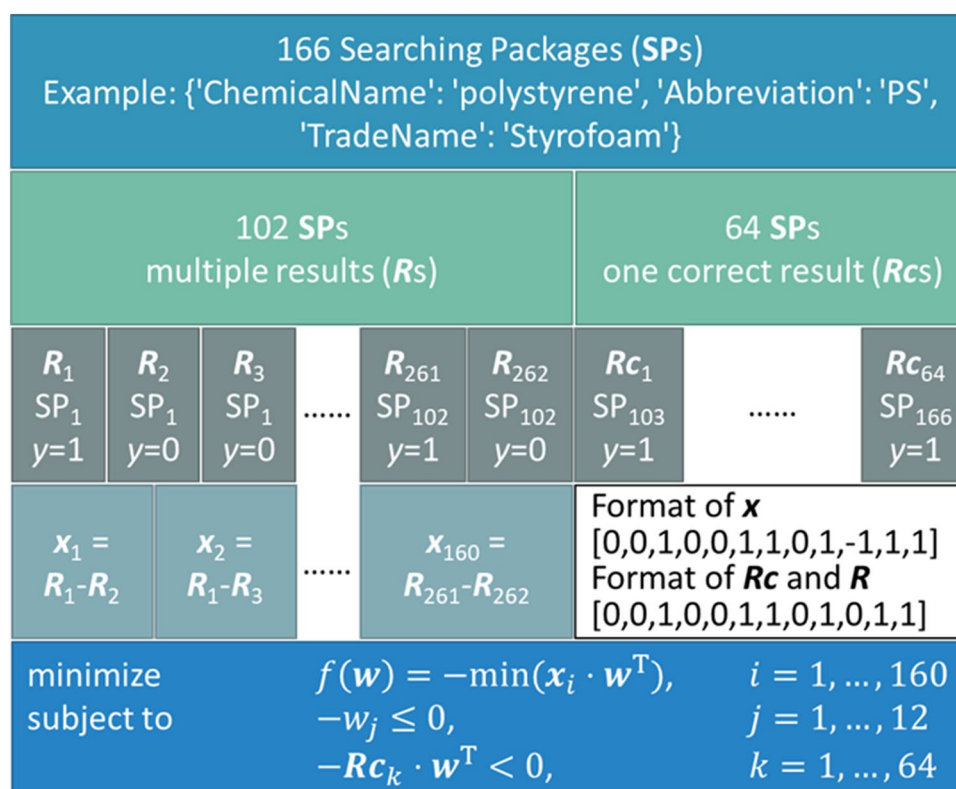 166 Searching Packages (SPs)
Example: {'ChemicalName': 'polystyrene', 'Abbreviation': 'PS',
'TradeName': 'Styrofoam'}
102 SPs
multiple results (Rs)
64 SPs
one correct result (Rcs)
R₁
SP₁
y=1
R₂
SP₁
y=0
R₃
SP₁
y=0
......
R₂₆₁
SP₁₀₂
y=1
R₂₆₂
SP₁₀₂
y=0
Rc₁
SP₁₀₃
y=1
......
Rc₆₄
SP₁₆₆
y=1
x₁ =
R₁-R₂
x₂ =
R₁-R₃
......
x₁₆₀ =
R₂₆₁-R₂₆₂
Format of x
[0,0,1,0,0,1,1,0,1,-1,1,1]
Format of Rc and R
[0,0,1,0,0,1,1,0,1,0,1,1]
minimize f(w) = −min(xᵢ · wᵀ), i = 1, ..., 160
subject to −wⱼ ≤ 0, j = 1, ..., 12
−Rcₖ · wᵀ < 0, k = 1, ..., 64